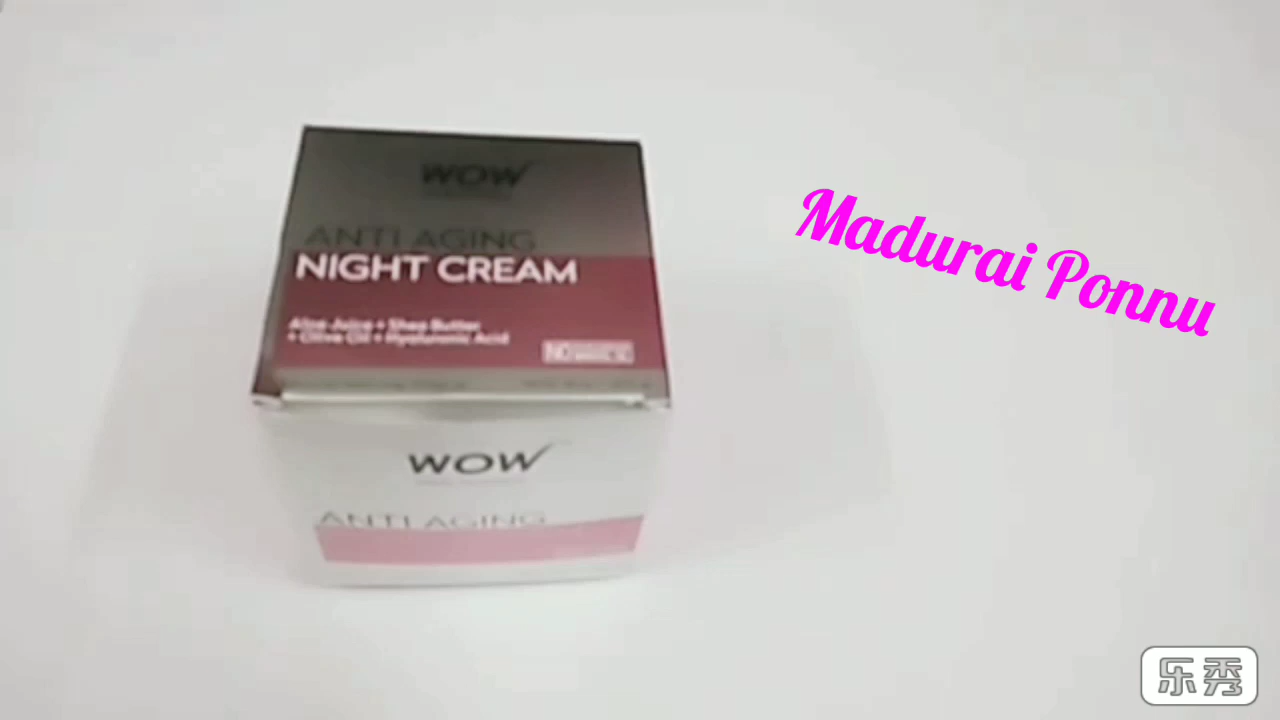 WOW
ANTI AGING
NIGHT CREAM
Aloe Juice + Shea Butter
+ Olive Oil + Hyaluronic Acid
NO
WOW
ANTI AGING
Madurai Ponnu
乐秀